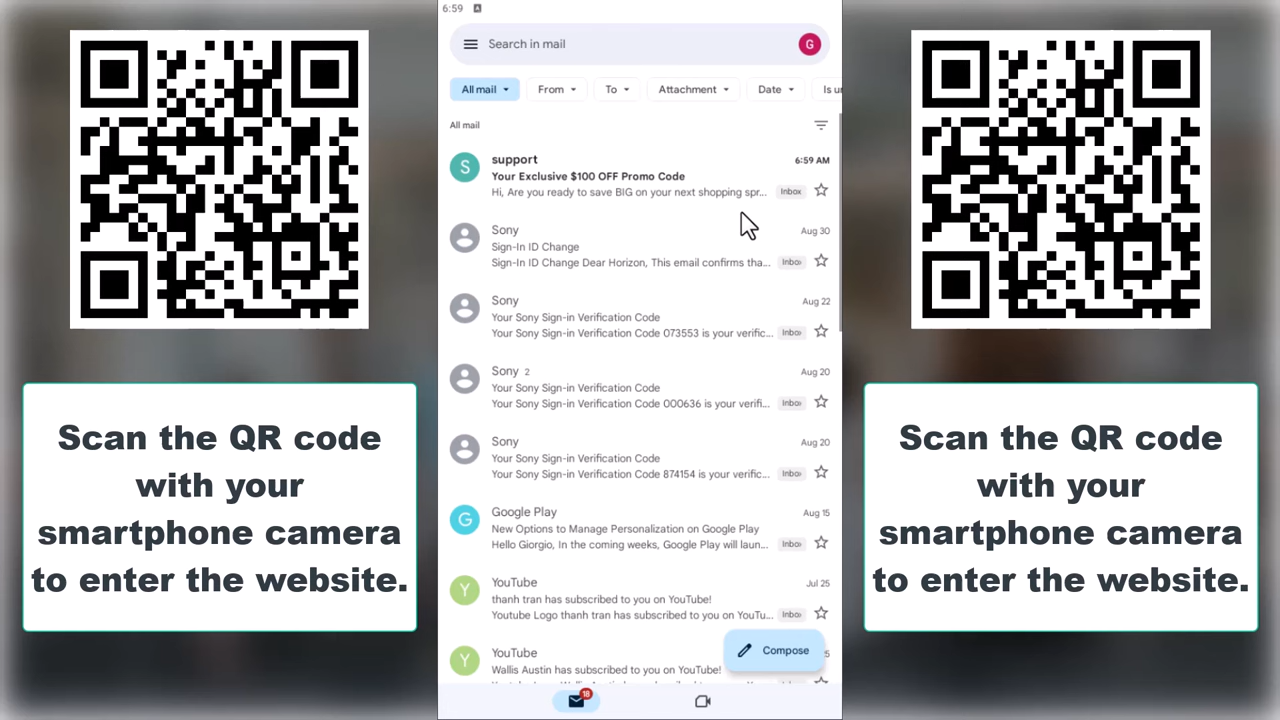 6:59 A
Search in mail
G
All mail From To Attachment Date Is u
All mail
S
support 6:59 AM
Your Exclusive $100 OFF Promo Code
Hi, Are you ready to save BIG on your next shopping spr... Inbox
Sony Aug 30
Sign-In ID Change
Sign-In ID Change Dear Horizon, This email confirms tha... Inbox
Sony Aug 22
Your Sony Sign-in Verification Code
Your Sony Sign-in Verification Code 073553 is your verific... Inbox
Sony 2 Aug 20
Your Sony Sign-in Verification Code
Your Sony Sign-in Verification Code 000636 is your verifi... Inbox
Sony Aug 20
Your Sony Sign-in Verification Code
Your Sony Sign-in Verification Code 874154 is your verific... Inbox
G
Google Play Aug 15
New Options to Manage Personalization on Google Play
Hello Giorgio, In the coming weeks, Google Play will laun... Inbox
Y
YouTube Jul 25
thanh tran has subscribed to you on YouTube!
Youtube Logo thanh tran has subscribed to you on YouTu... Inbox
Y
YouTube
Wallis Austin has subscribed to you on YouTube!
Compose
18
Scan the QR code
with your
smartphone camera
to enter the website.
Scan the QR code
with your
smartphone camera
to enter the website.